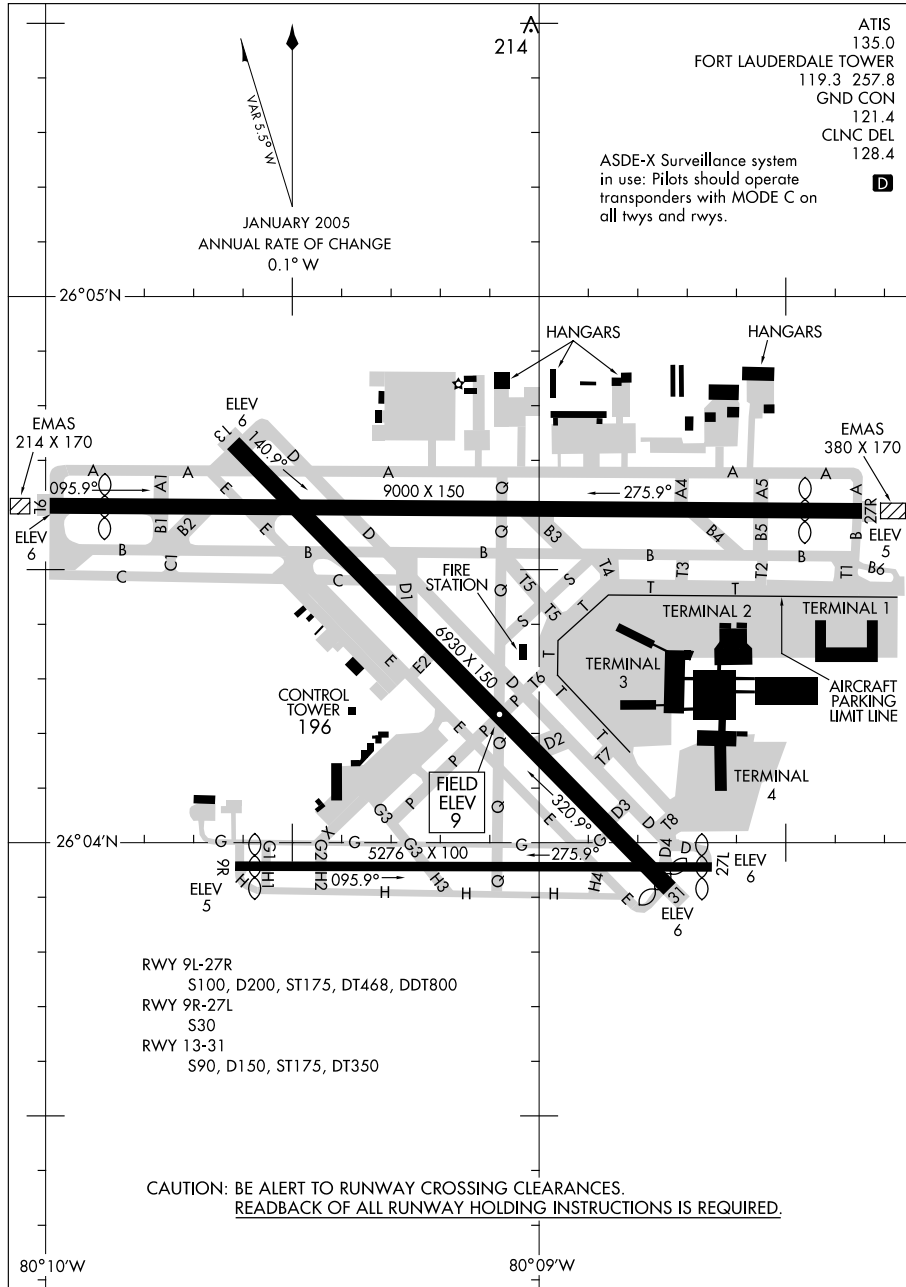 214
ATIS
135.0
FORT LAUDERDALE TOWER
119.3 257.8
GND CON
121.4
CLNC DEL
128.4
D
ASDE-X Surveillance system
in use: Pilots should operate
transponders with MODE C on
all twys and rwys.
VAR 5.5° W
JANUARY 2005
ANNUAL RATE OF CHANGE
0.1° W
26°05'N
HANGARS
HANGARS
ELEV
6
13
140.9°
D
EMAS
214 X 170
EMAS
380 X 170
A
A1
A
A
A
A
A
095.9°
9000 X 150
275.9°
A4
A5
9L
27R
ELEV
6
ELEV
5
E
E
Q
Q
B1
B2
D
B3
B4
B5
B
B
B
B
B
B
B6
C
C1
C
D1
FIRE
STATION
Q
T5
S
T4
T3
T2
T1
T
T
T5
S
T
T
TERMINAL 2
TERMINAL 1
6930 X 150
E
E2
TERMINAL
3
D
T6
P
T
T
AIRCRAFT
PARKING
LIMIT LINE
CONTROL
TOWER
196
E
P
Q
D2
T7
P
P
FIELD
ELEV
9
320.9°
TERMINAL
4
G3
Q
E
D3
D
T8
26°04'N
X
G
G1
G2
G
G3
G
G
D4
D
5276 X 100
275.9°
9R
27L
ELEV
6
ELEV
5
H
H1
H2
095.9°
H3
Q
H4
H
H
H
E
31
ELEV
6
RWY 9L-27R
S100, D200, ST175, DT468, DDT800
RWY 9R-27L
S30
RWY 13-31
S90, D150, ST175, DT350
CAUTION: BE ALERT TO RUNWAY CROSSING CLEARANCES.
READBACK OF ALL RUNWAY HOLDING INSTRUCTIONS IS REQUIRED.
80°10'W
80°09'W